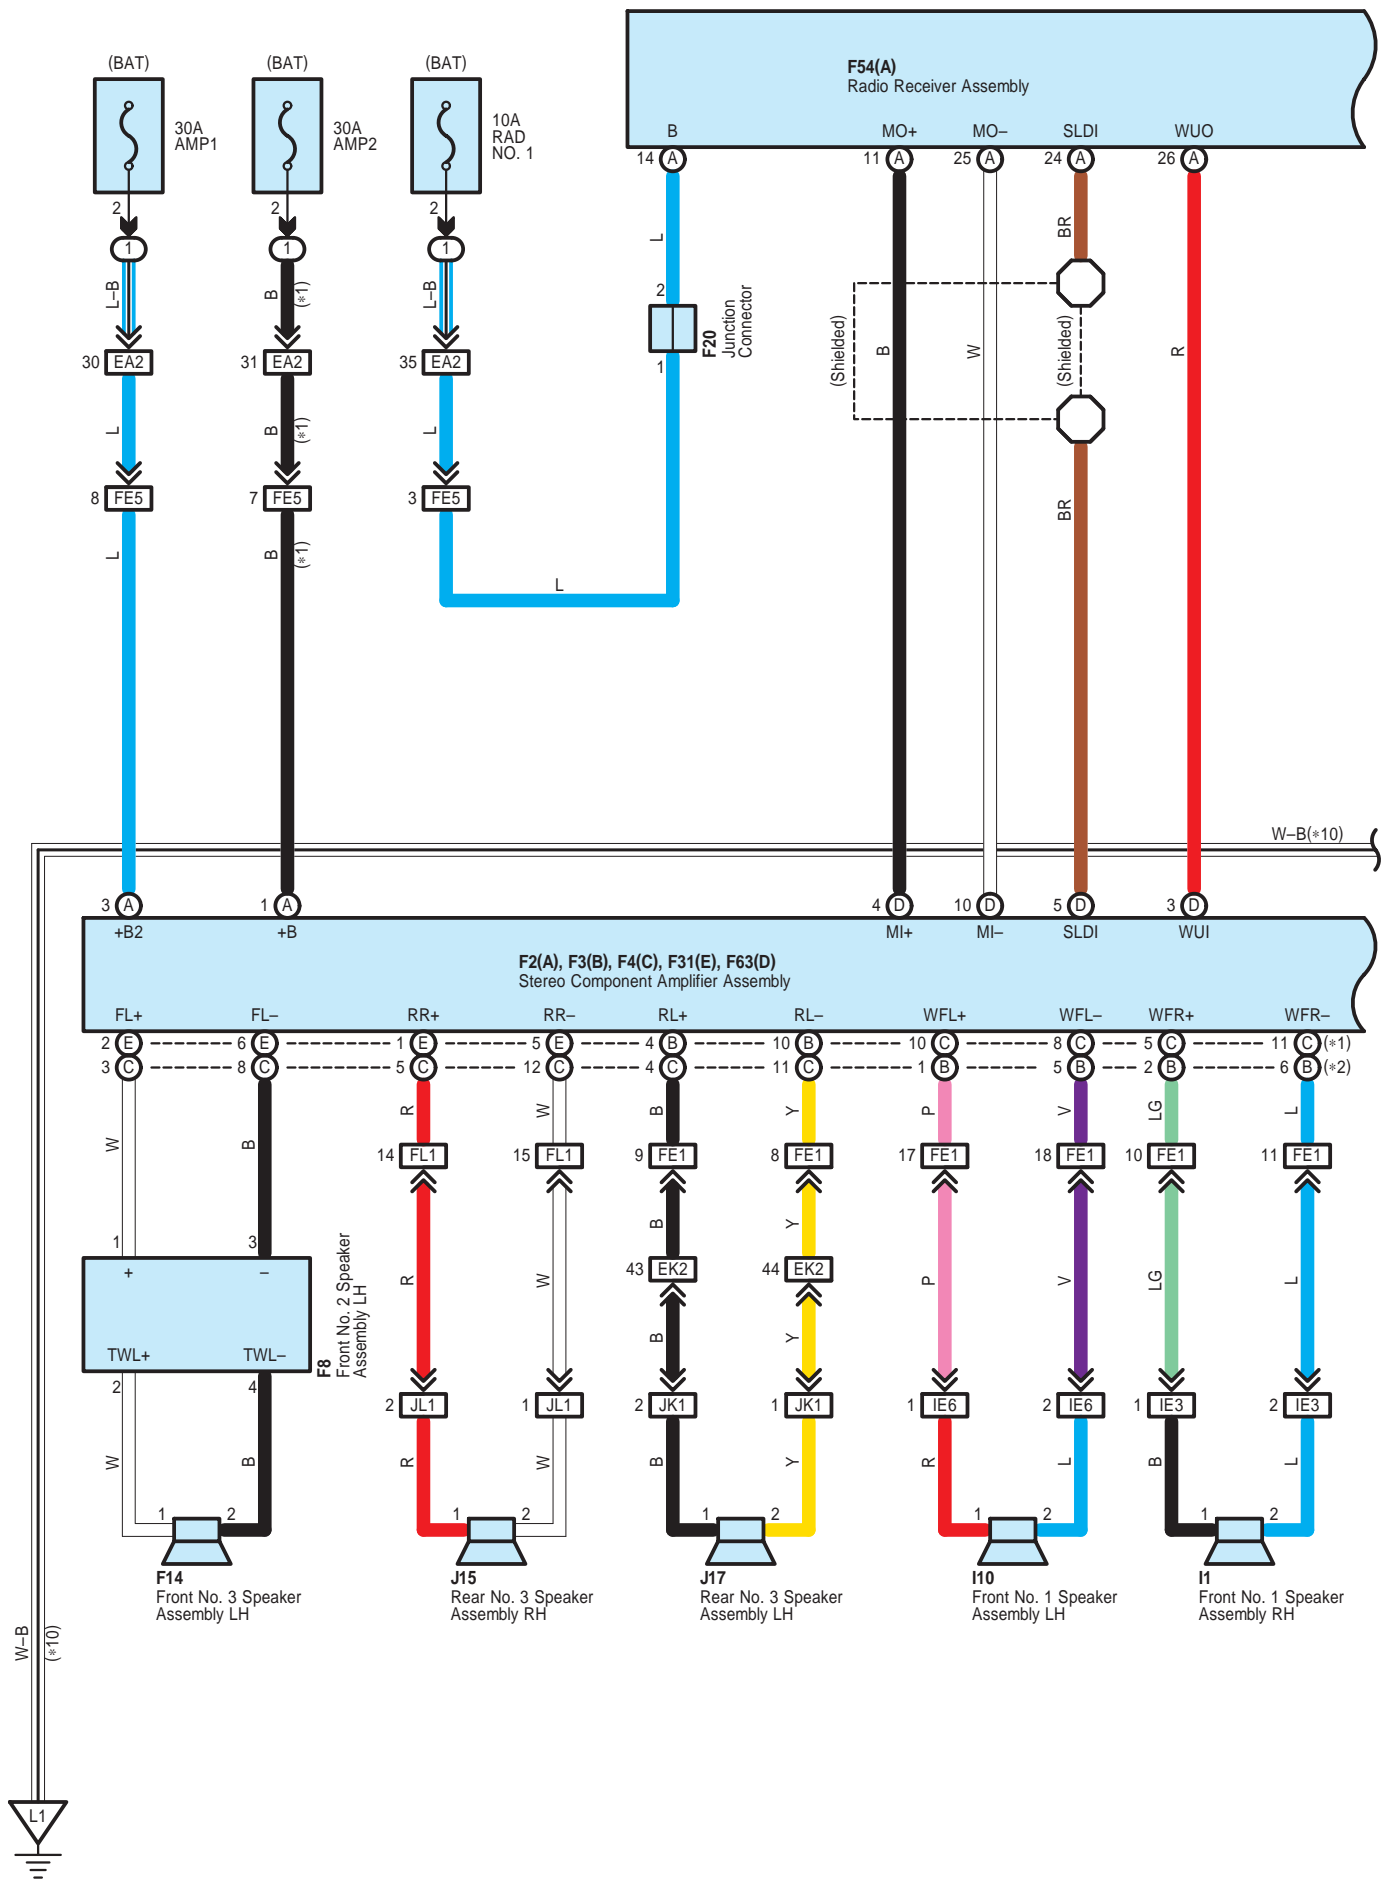 (BAT) (BAT) (BAT)
30A
AMP1
30A
AMP2
10A
RAD
NO. 1
F54(A)
Radio Receiver Assembly
B MO+ MO– SLDI WUO
14 A 11 A 25 A 24 A 26 A
2 2 2
1 1 1
L–B B (∗1) L–B L BR
2
F20
Junction
Connector
1
(Shielded) B W (Shielded) R
30 EA2 31 EA2 35 EA2
L B (∗1) L
8 FE5 7 FE5 3 FE5
BR
L B (∗1)
L
W–B(∗10)
3 A 1 A 4 D 10 D 5 D 3 D
+B2 +B MI+ MI– SLDI WUI
F2(A), F3(B), F4(C), F31(E), F63(D)
Stereo Component Amplifier Assembly
FL+ FL– RR+ RR– RL+ RL– WFL+ WFL– WFR+ WFR–
2 E 6 E 1 E 5 E 4 B 10 B 10 C 8 C 5 C 11 C (∗1)
3 C 8 C 5 C 12 C 4 C 11 C 1 B 5 B 2 B 6 B (∗2)
W B R W B Y P V LG L
14 FL1 15 FL1 9 FE1 8 FE1 17 FE1 18 FE1 10 FE1 11 FE1
B Y
1 3
+ –
43 EK2 44 EK2
R W P V LG L
F8
Front No. 2 Speaker
Assembly LH
B Y
TWL+ TWL–
2 4
2 JL1 1 JL1 2 JK1 1 JK1 1 IE6 2 IE6 1 IE3 2 IE3
W B R W B Y R L B L
1 2 1 2 1 2 1 2 1 2
F14
Front No. 3 Speaker
Assembly LH
J15
Rear No. 3 Speaker
Assembly RH
J17
Rear No. 3 Speaker
Assembly LH
I10
Front No. 1 Speaker
Assembly LH
I1
Front No. 1 Speaker
Assembly RH
W–B (∗10)
L1